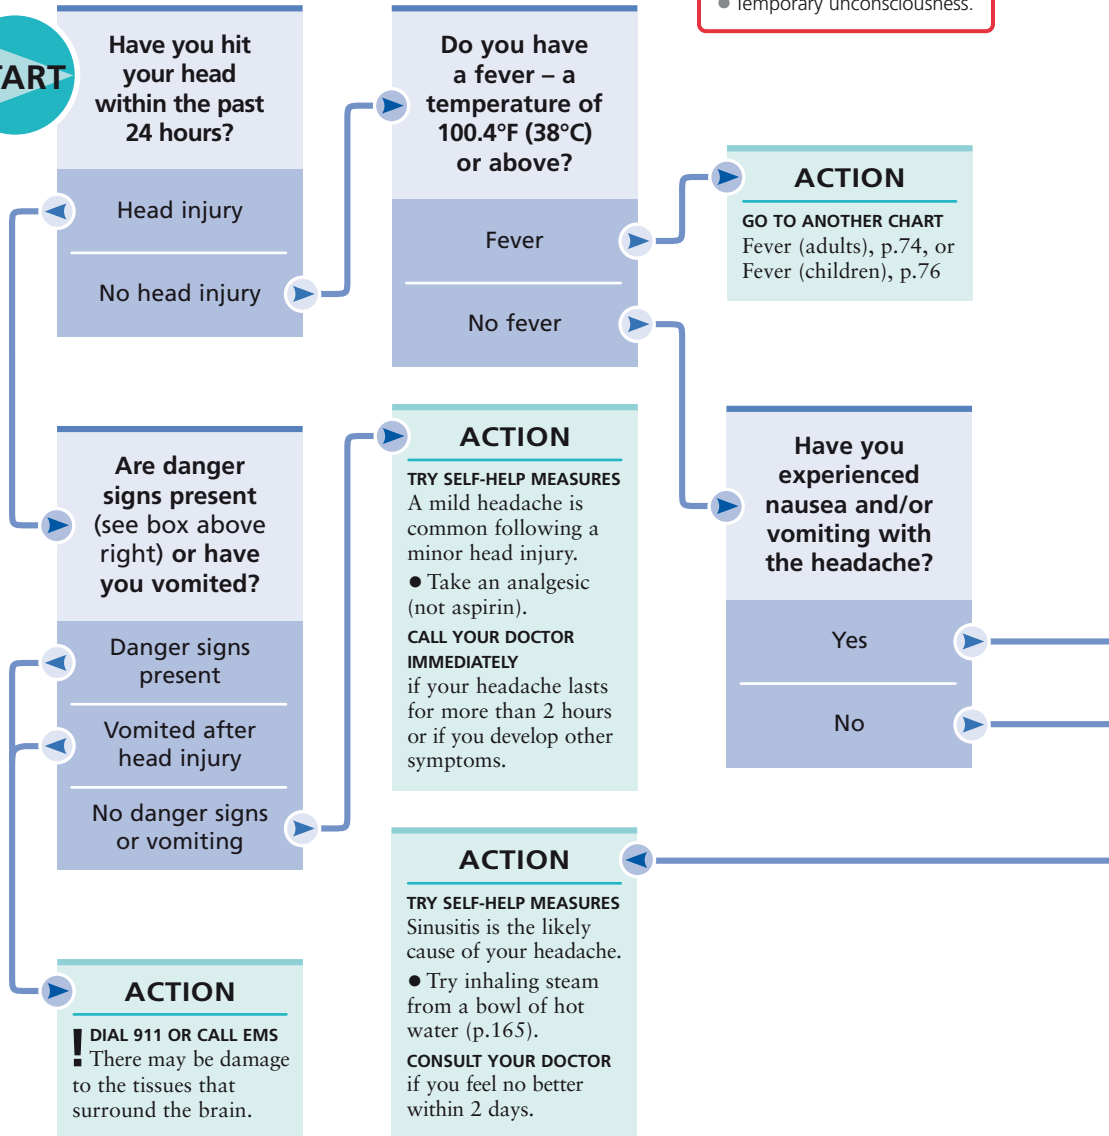 ● Temporary unconsciousness.
START
Have you hit
your head
within the past
24 hours?
Head injury
No head injury
Do you have
a fever – a
temperature of
100.4°F (38°C)
or above?
Fever
No fever
ACTION
GO TO ANOTHER CHART
Fever (adults), p.74, or
Fever (children), p.76
Are danger
signs present
(see box above
right) or have
you vomited?
Danger signs
present
Vomited after
head injury
No danger signs
or vomiting
ACTION
TRY SELF-HELP MEASURES
A mild headache is
common following a
minor head injury.
● Take an analgesic
(not aspirin).
CALL YOUR DOCTOR
IMMEDIATELY
if your headache lasts
for more than 2 hours
or if you develop other
symptoms.
Have you
experienced
nausea and/or
vomiting with
the headache?
Yes
No
ACTION
! DIAL 911 OR CALL EMS
There may be damage
to the tissues that
surround the brain.
ACTION
TRY SELF-HELP MEASURES
Sinusitis is the likely
cause of your headache.
● Try inhaling steam
from a bowl of hot
water (p.165).
CONSULT YOUR DOCTOR
if you feel no better
within 2 days.